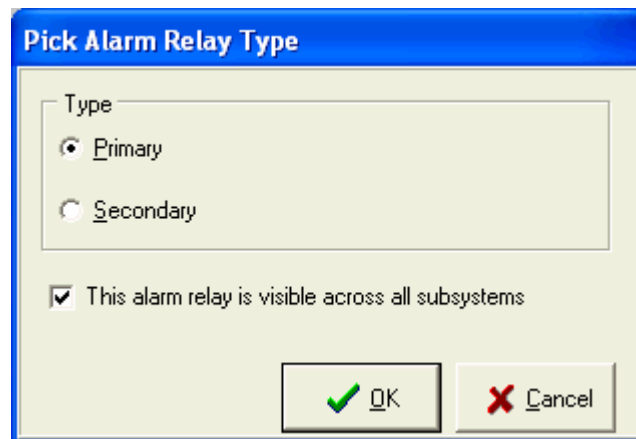 Pick Alarm Relay Type
Type
Primary
Secondary
This alarm relay is visible across all subsystems
OK
Cancel